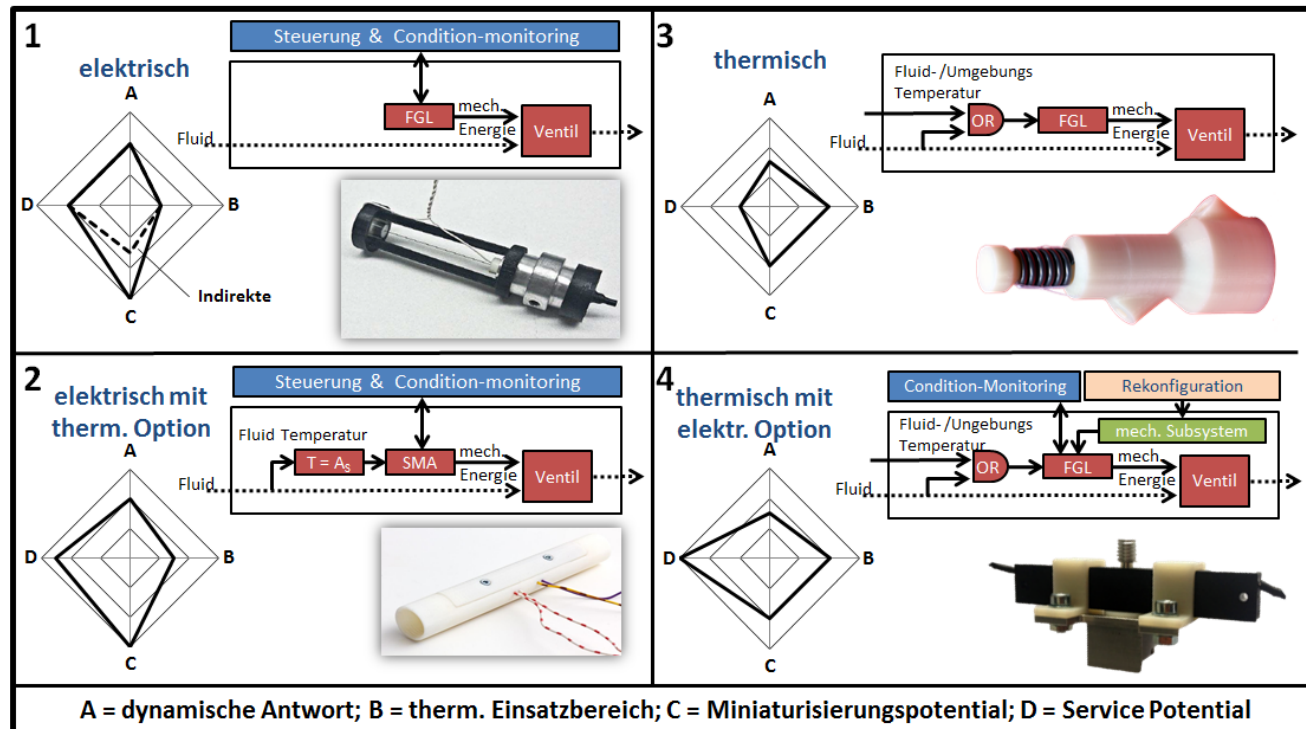 1
elektrisch
Steuerung & Condition-monitoring
A
B
C
D
Indirekte
Fluid
FGL
mech.
Energie
Ventil
3
thermisch
A
B
C
D
Fluid-/Umgebungs
Temperatur
Fluid
OR
FGL
mech.
Energie
Ventil
2
elektrisch mit
therm. Option
Steuerung & Condition-monitoring
A
B
C
D
Fluid Temperatur
Fluid
T = AS
SMA
mech.
Energie
Ventil
4
thermisch mit
elektr. Option
Condition-Monitoring
Rekonfiguration
A
B
C
D
Fluid-/Umgebungs
Temperatur
mech. Subsystem
Fluid
OR
FGL
mech.
Energie
Ventil
A = dynamische Antwort; B = therm. Einsatzbereich; C = Miniaturisierungspotential; D = Service Potential